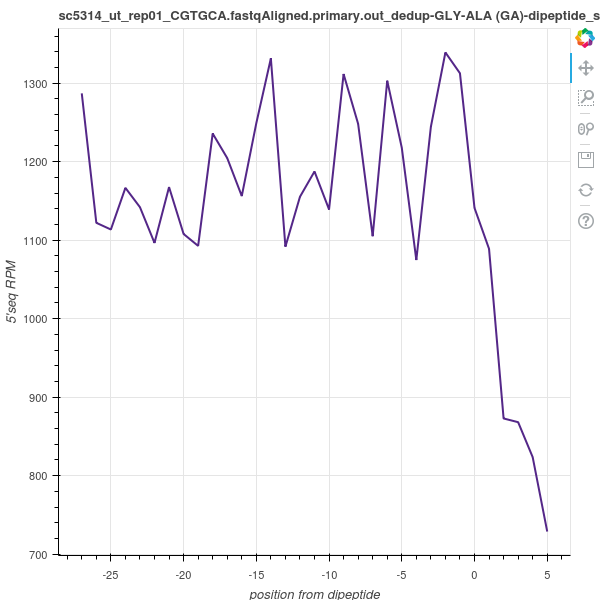 sc5314_ut_rep01_CGTGCA.fastqAligned.primary.out_dedup-GLY-ALA (GA)-dipeptide_s
1300
1200
1100
1000
900
800
700
5'seq RPM
-25 -20 -15 -10 -5 0 5
position from dipeptide